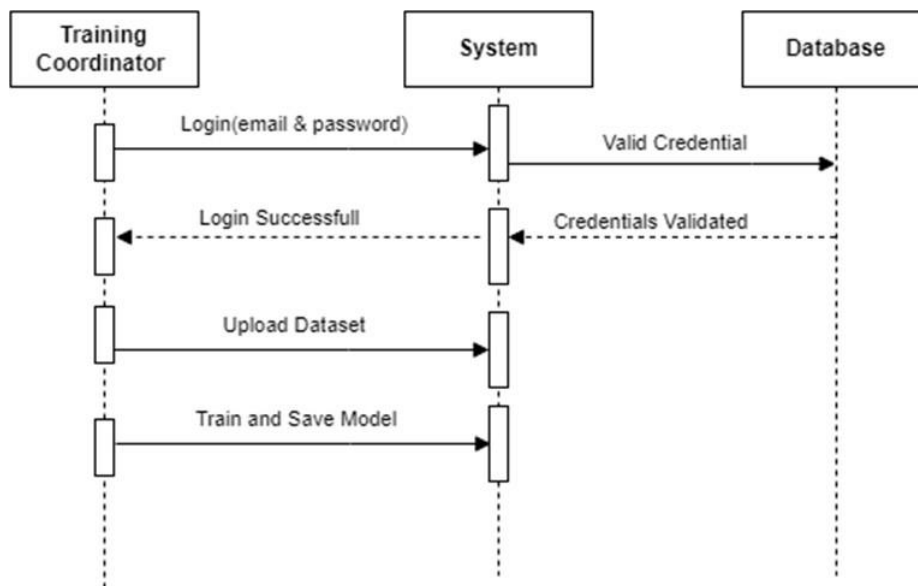 Training
Coordinator
System
Database
Login(email & password)
Valid Credential
Login Successfull
Credentials Validated
Upload Dataset
Train and Save Model